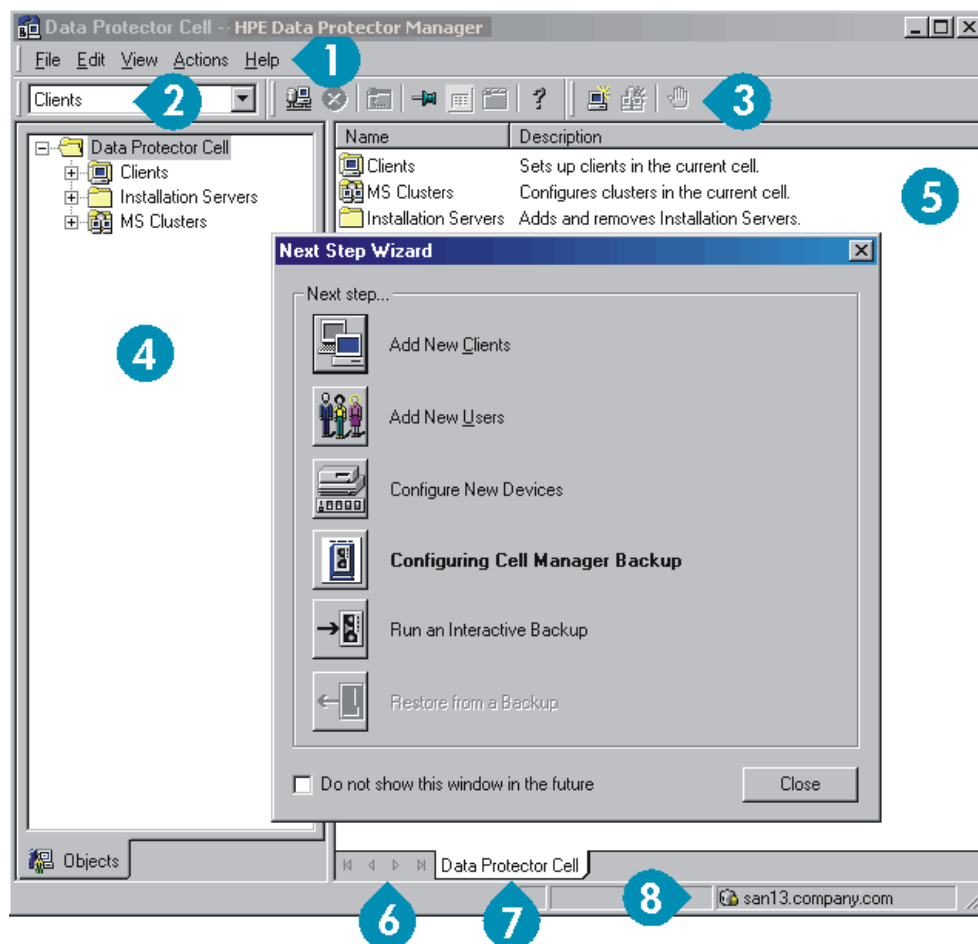 Data Protector Cell - HPE Data Protector Manager
File Edit View Actions Help
1
Clients
2
?
3
Data Protector Cell
Clients
Installation Servers
MS Clusters
Name Description
Clients Sets up clients in the current cell.
MS Clusters Configures clusters in the current cell.
Installation Servers Adds and removes Installation Servers.
5
4
Next Step Wizard
Next step...
Add New Clients
Add New Users
Configure New Devices
Configuring Cell Manager Backup
Run an Interactive Backup
Restore from a Backup
Do not show this window in the future
Close
Objects
Data Protector Cell
san13.company.com
6
7
8